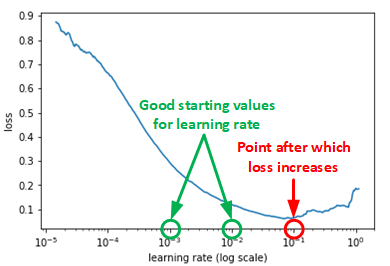 0.9
0.8
0.7
0.6
0.5
0.4
0.3
0.2
0.1
loss
Good starting values
for learning rate
Point after which
loss increases
10⁻⁵ 10⁻⁴ 10⁻³ 10⁻² 10⁻¹ 10⁰
learning rate (log scale)